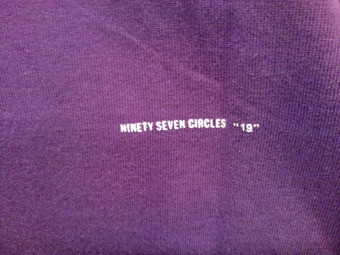 NINETY SEVEN CIRCLES "19"